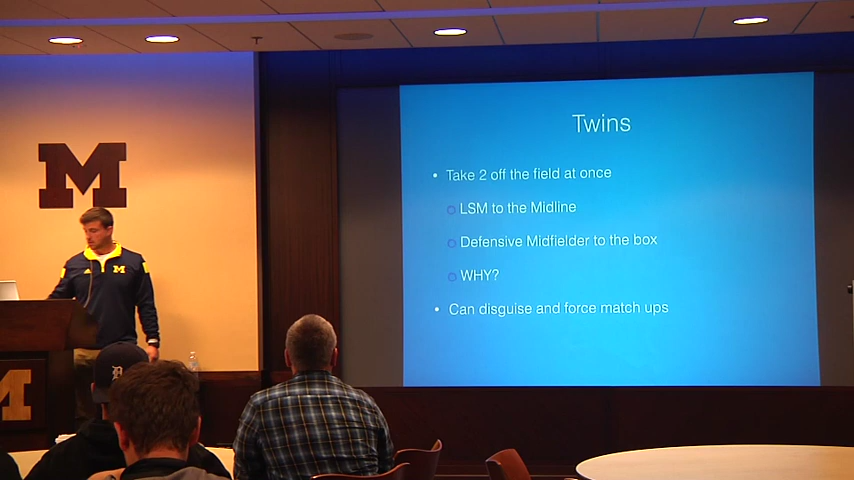 M
M
M
D
Twins
• Take 2 off the field at once
○ LSM to the Midline
○ Defensive Midfielder to the box
○ WHY?
• Can disguise and force match ups